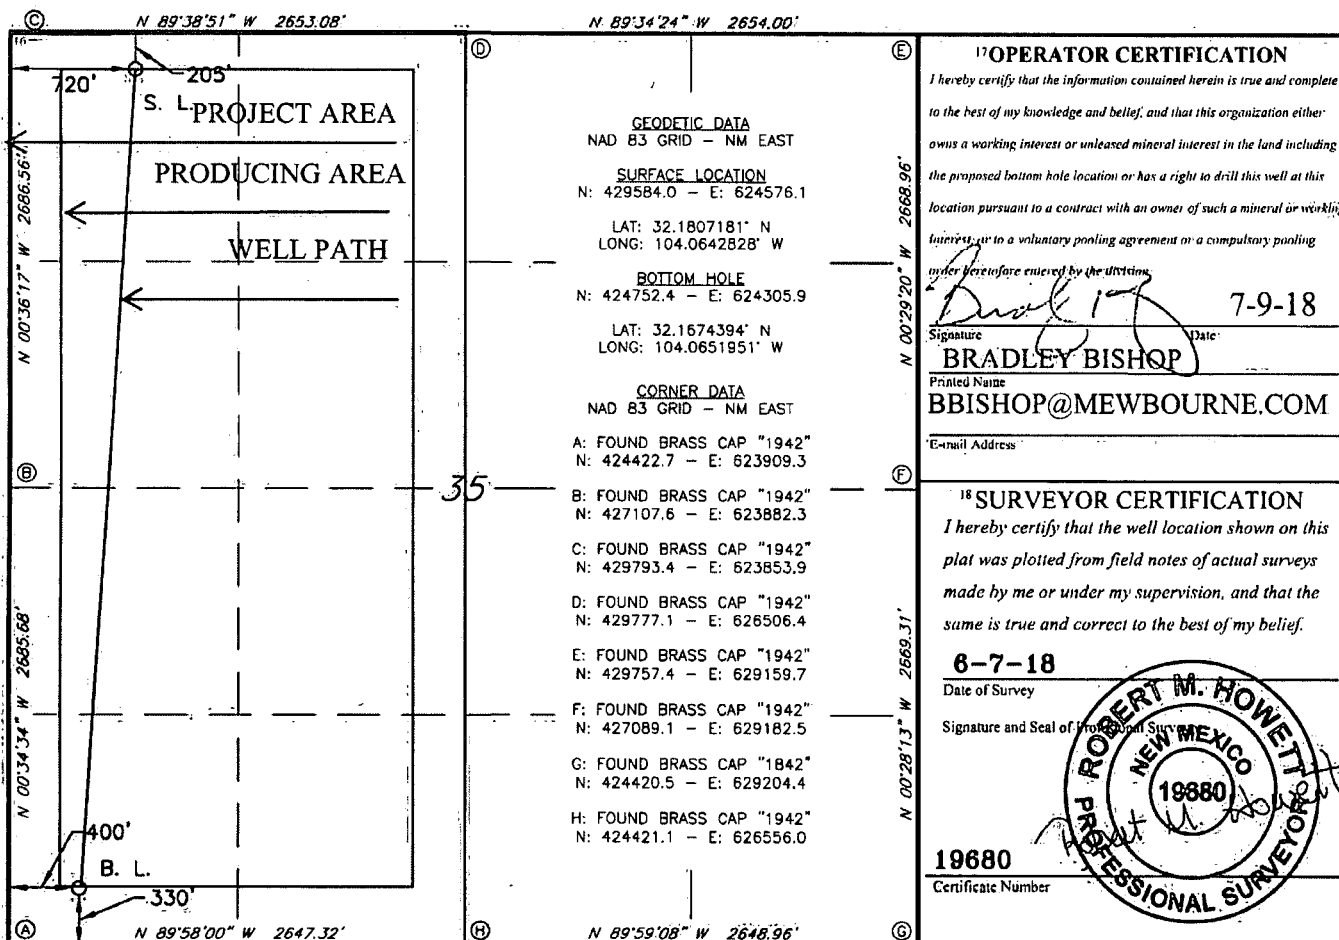 Ⓒ N 89°38'51" W 2653.08' N 89°34'24" W 2654.00'
16
Ⓓ
Ⓔ
720'
205'
S. L.
PROJECT AREA
PRODUCING AREA
WELL PATH
N 00°36'17" W 2686.56'
GEODETIC DATA
NAD 83 GRID - NM EAST
SURFACE LOCATION
N: 429584.0 - E: 624576.1
LAT: 32.1807181° N
LONG: 104.0642828° W
BOTTOM HOLE
N: 424752.4 - E: 624305.9
LAT: 32.1674394° N
LONG: 104.0651951° W
CORNER DATA
NAD 83 GRID - NM EAST
A: FOUND BRASS CAP "1942"
N: 424422.7 - E: 623909.3
B: FOUND BRASS CAP "1942"
N: 427107.6 - E: 623882.3
C: FOUND BRASS CAP "1942"
N: 429793.4 - E: 623853.9
D: FOUND BRASS CAP "1942"
N: 429777.1 - E: 626506.4
E: FOUND BRASS CAP "1942"
N: 429757.4 - E: 629159.7
F: FOUND BRASS CAP "1942"
N: 427089.1 - E: 629182.5
G: FOUND BRASS CAP "1842"
N: 424420.5 - E: 629204.4
H: FOUND BRASS CAP "1942"
N: 424421.1 - E: 626556.0
N 00°29'20" W 2668.96'
Ⓑ
35
Ⓕ
N 00°34'34" W 2685.68'
N 00°28'13" W 2669.31'
400'
B. L.
330'
Ⓐ N 89°58'00" W 2647.32' Ⓗ N 89°59'08" W 2648.96' Ⓖ
17 OPERATOR CERTIFICATION
I hereby certify that the information contained herein is true and complete
to the best of my knowledge and belief, and that this organization either
owns a working interest or unleased mineral interest in the land including
the proposed bottom hole location or has a right to drill this well at this
location pursuant to a contract with an owner of such a mineral or working
interest, or to a voluntary pooling agreement or a compulsory pooling
order heretofore entered by the division.
7-9-18
Signature Date
BRADLEY BISHOP
Printed Name
BBISHOP@MEWBOURNE.COM
E-mail Address
18 SURVEYOR CERTIFICATION
I hereby certify that the well location shown on this
plat was plotted from field notes of actual surveys
made by me or under my supervision, and that the
same is true and correct to the best of my belief.
6-7-18
Date of Survey
Signature and Seal of Professional Surveyor
ROBERT M. HOWETT
NEW MEXICO
19680
PROFESSIONAL SURVEYOR
Robert M. Howett
19680
Certificate Number